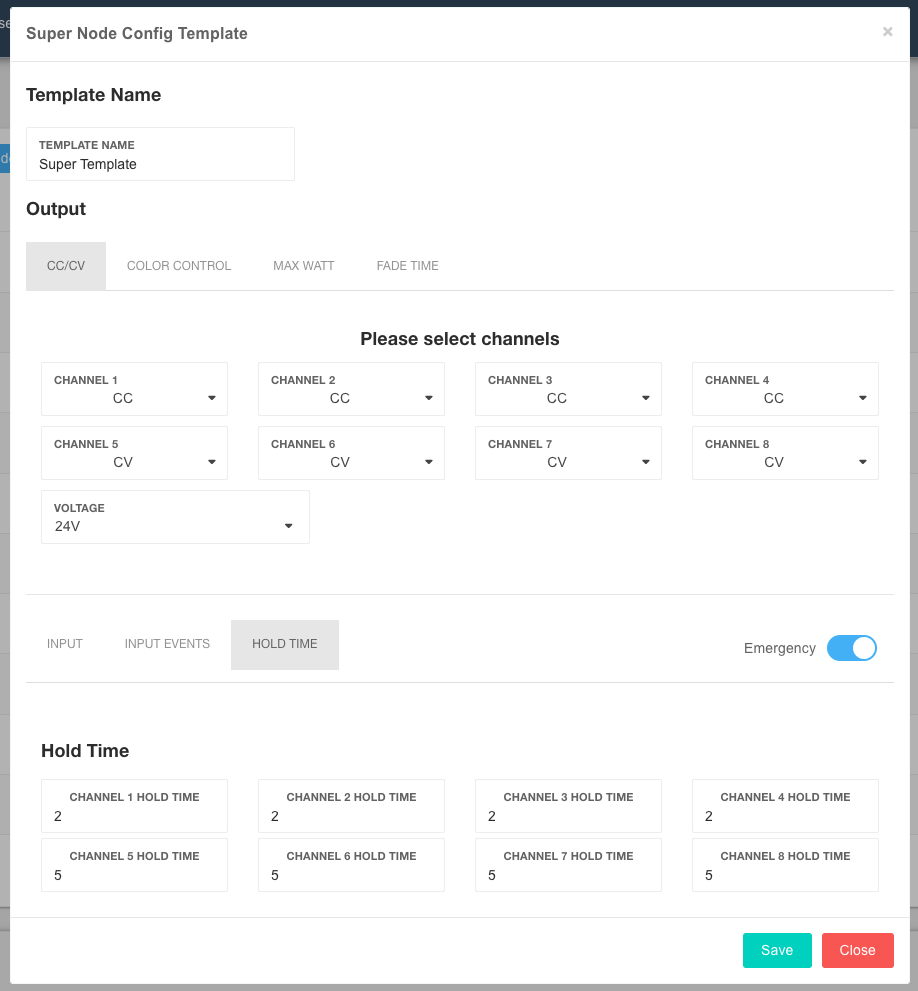 Super Node Config Template ×
Template Name
TEMPLATE NAME
Super Template
Output
CC/CV COLOR CONTROL MAX WATT FADE TIME
Please select channels
CHANNEL 1 CHANNEL 2 CHANNEL 3 CHANNEL 4
CC CC CC CC
CHANNEL 5 CHANNEL 6 CHANNEL 7 CHANNEL 8
CV CV CV CV
VOLTAGE
24V
INPUT INPUT EVENTS HOLD TIME Emergency
Hold Time
CHANNEL 1 HOLD TIME CHANNEL 2 HOLD TIME CHANNEL 3 HOLD TIME CHANNEL 4 HOLD TIME
2 2 2 2
CHANNEL 5 HOLD TIME CHANNEL 6 HOLD TIME CHANNEL 7 HOLD TIME CHANNEL 8 HOLD TIME
5 5 5 5
Save Close